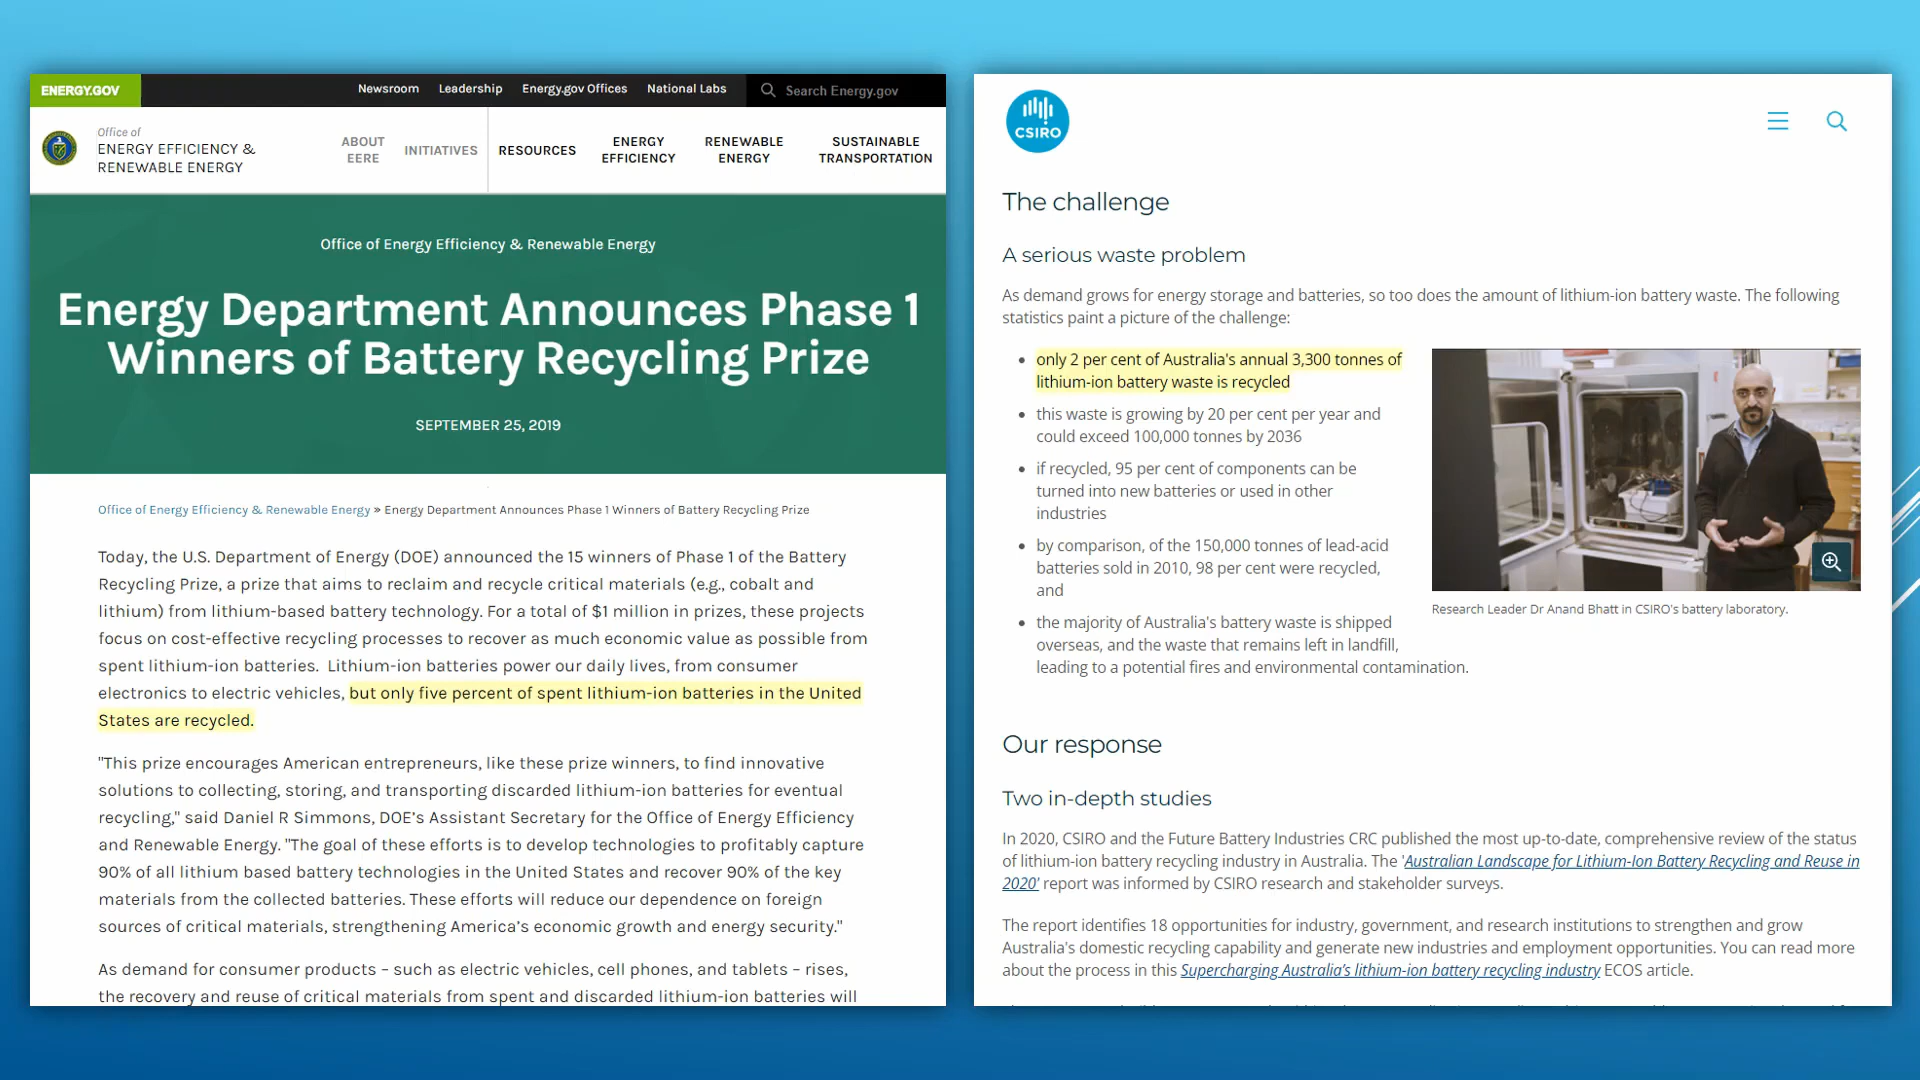 ENERGY.GOV
Newsroom Leadership Energy.gov Offices National Labs Search Energy.gov
Office of
ENERGY EFFICIENCY &
RENEWABLE ENERGY
ABOUT
EERE
INITIATIVES
RESOURCES
ENERGY
EFFICIENCY
RENEWABLE
ENERGY
SUSTAINABLE
TRANSPORTATION
Office of Energy Efficiency & Renewable Energy
Energy Department Announces Phase 1
Winners of Battery Recycling Prize
SEPTEMBER 25, 2019
Office of Energy Efficiency & Renewable Energy » Energy Department Announces Phase 1 Winners of Battery Recycling Prize
Today, the U.S. Department of Energy (DOE) announced the 15 winners of Phase 1 of the Battery
Recycling Prize, a prize that aims to reclaim and recycle critical materials (e.g., cobalt and
lithium) from lithium-based battery technology. For a total of $1 million in prizes, these projects
focus on cost-effective recycling processes to recover as much economic value as possible from
spent lithium-ion batteries. Lithium-ion batteries power our daily lives, from consumer
electronics to electric vehicles, but only five percent of spent lithium-ion batteries in the United
States are recycled.
"This prize encourages American entrepreneurs, like these prize winners, to find innovative
solutions to collecting, storing, and transporting discarded lithium-ion batteries for eventual
recycling," said Daniel R Simmons, DOE's Assistant Secretary for the Office of Energy Efficiency
and Renewable Energy. "The goal of these efforts is to develop technologies to profitably capture
90% of all lithium based battery technologies in the United States and recover 90% of the key
materials from the collected batteries. These efforts will reduce our dependence on foreign
sources of critical materials, strengthening America's economic growth and energy security."
As demand for consumer products – such as electric vehicles, cell phones, and tablets – rises,
the recovery and reuse of critical materials from spent and discarded lithium-ion batteries will
CSIRO
The challenge
A serious waste problem
As demand grows for energy storage and batteries, so too does the amount of lithium-ion battery waste. The following
statistics paint a picture of the challenge:
• only 2 per cent of Australia's annual 3,300 tonnes of
lithium-ion battery waste is recycled
• this waste is growing by 20 per cent per year and
could exceed 100,000 tonnes by 2036
• if recycled, 95 per cent of components can be
turned into new batteries or used in other
industries
• by comparison, of the 150,000 tonnes of lead-acid
batteries sold in 2010, 98 per cent were recycled,
and
• the majority of Australia's battery waste is shipped
overseas, and the waste that remains left in landfill,
leading to a potential fires and environmental contamination.
Research Leader Dr Anand Bhatt in CSIRO's battery laboratory.
Our response
Two in-depth studies
In 2020, CSIRO and the Future Battery Industries CRC published the most up-to-date, comprehensive review of the status
of lithium-ion battery recycling industry in Australia. The 'Australian Landscape for Lithium-Ion Battery Recycling and Reuse in
2020' report was informed by CSIRO research and stakeholder surveys.
The report identifies 18 opportunities for industry, government, and research institutions to strengthen and grow
Australia's domestic recycling capability and generate new industries and employment opportunities. You can read more
about the process in this Supercharging Australia's lithium-ion battery recycling industry ECOS article.